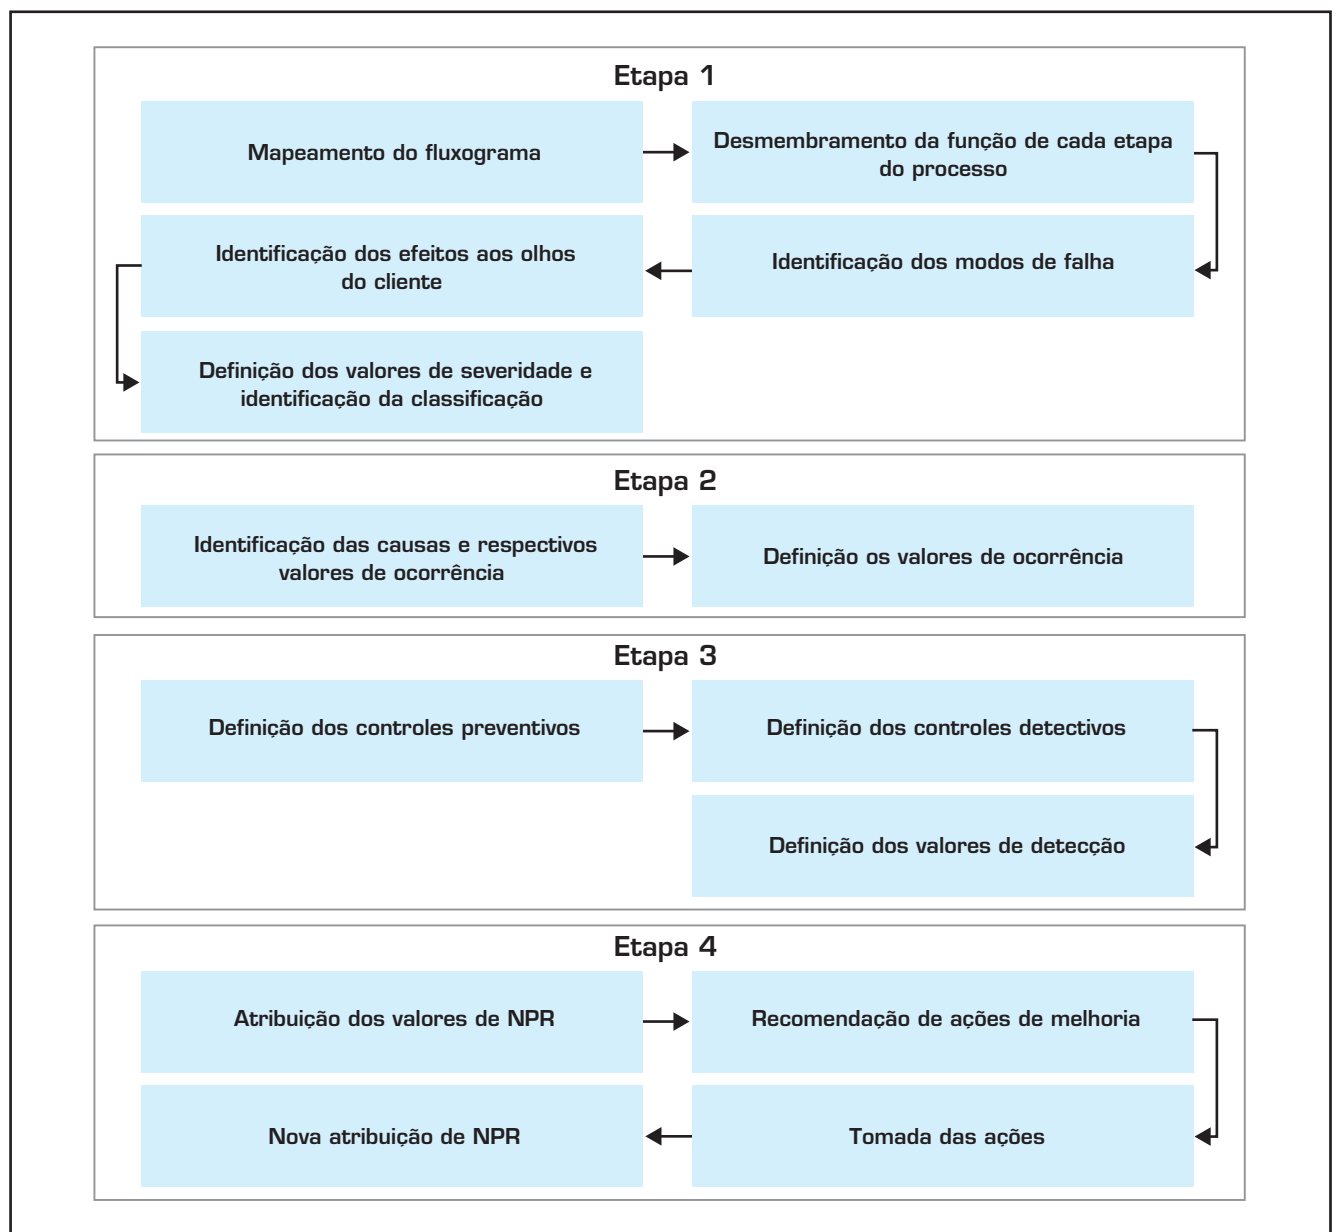 Etapa 1
Mapeamento do fluxograma
Desmembramento da função de cada etapa
do processo
Identificação dos modos de falha
Identificação dos efeitos aos olhos
do cliente
Definição dos valores de severidade e
identificação da classificação
Etapa 2
Identificação das causas e respectivos
valores de ocorrência
Definição os valores de ocorrência
Etapa 3
Definição dos controles preventivos
Definição dos controles detectivos
Definição dos valores de detecção
Etapa 4
Atribuição dos valores de NPR
Recomendação de ações de melhoria
Tomada das ações
Nova atribuição de NPR